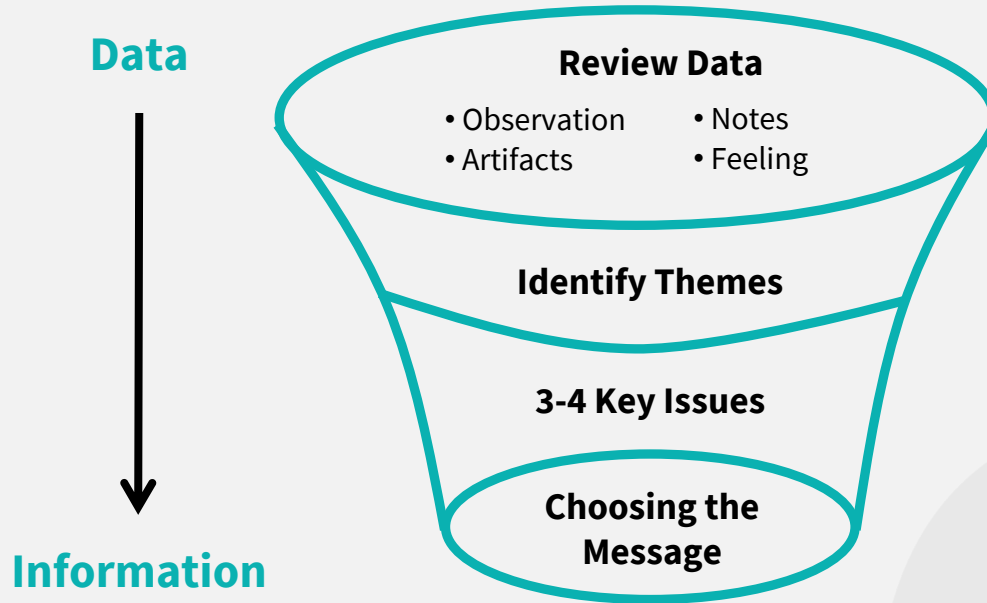 Data
Review Data
• Observation
• Artifacts
• Notes
• Feeling
Identify Themes
3-4 Key Issues
Choosing the
Message
Information